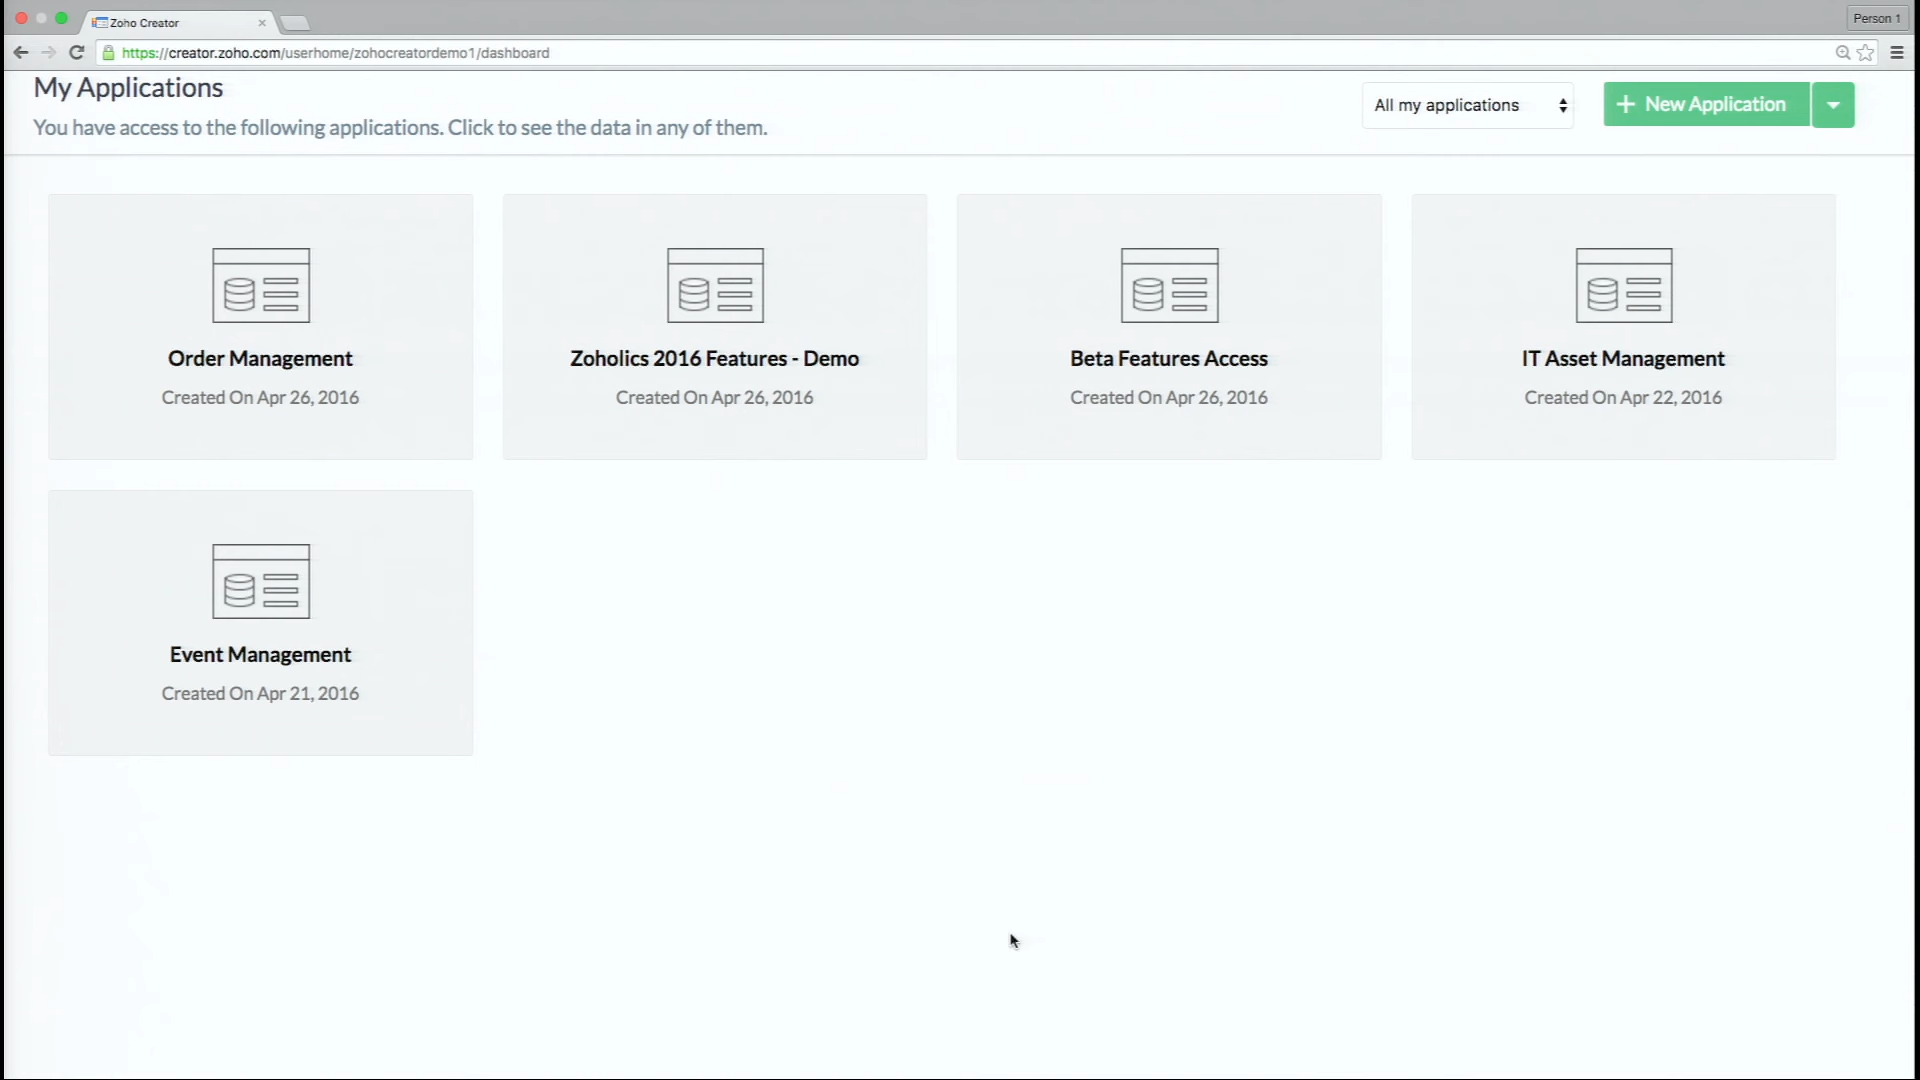 Zoho Creator
Person 1
https://creator.zoho.com/userhome/zohocreatordemo1/dashboard
My Applications
You have access to the following applications. Click to see the data in any of them.
All my applications
+ New Application
Order Management
Created On Apr 26, 2016
Zoholics 2016 Features - Demo
Created On Apr 26, 2016
Beta Features Access
Created On Apr 26, 2016
IT Asset Management
Created On Apr 22, 2016
Event Management
Created On Apr 21, 2016